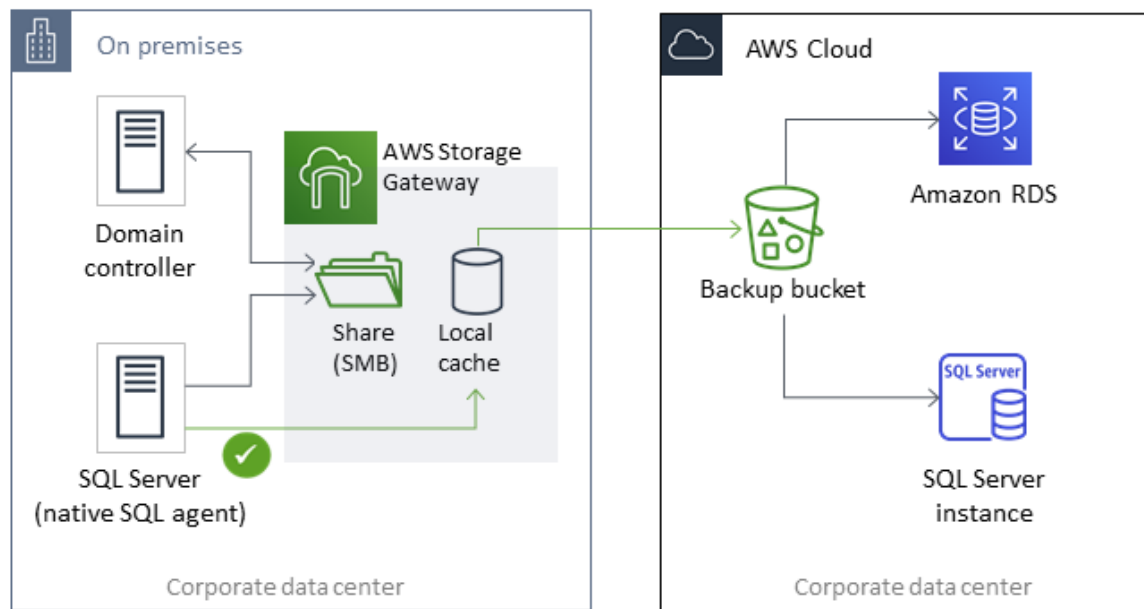 On premises
Domain
controller
AWS Storage
Gateway
Share
(SMB)
Local
cache
SQL Server
(native SQL agent)
Corporate data center
AWS Cloud
Amazon RDS
Backup bucket
SQL Server
SQL Server
instance
Corporate data center